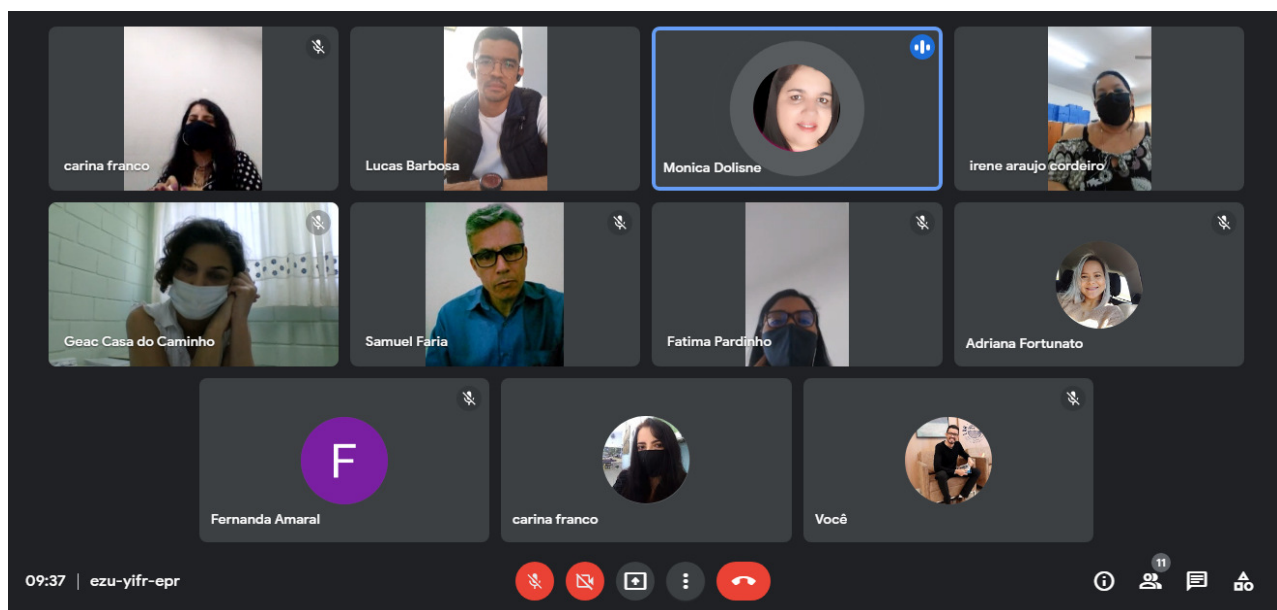 carina franco
Lucas Barbosa
Monica Dolisne
irene araujo cordeiro
Geac Casa do Caminho
Samuel Faria
Fatima Pardinho
Adriana Fortunato
F
Fernanda Amaral
carina franco
Você
09:37 | ezu-yifr-epr
11